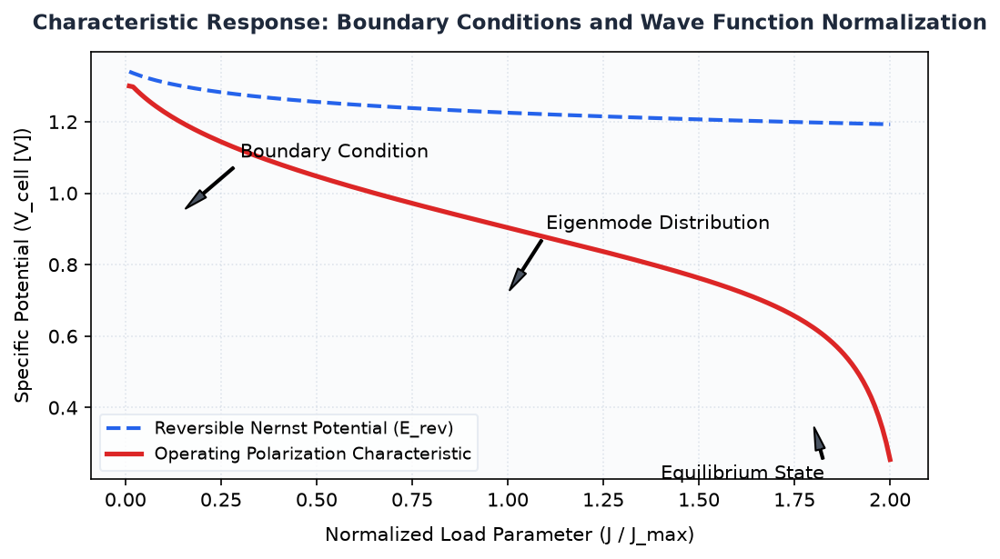 Characteristic Response: Boundary Conditions and Wave Function Normalization
Specific Potential (V_cell [V])
1.2
1.0
0.8
0.6
0.4
Boundary Condition
Eigenmode Distribution
Equilibrium State
Reversible Nernst Potential (E_rev)
Operating Polarization Characteristic
0.00 0.25 0.50 0.75 1.00 1.25 1.50 1.75 2.00
Normalized Load Parameter (J / J_max)